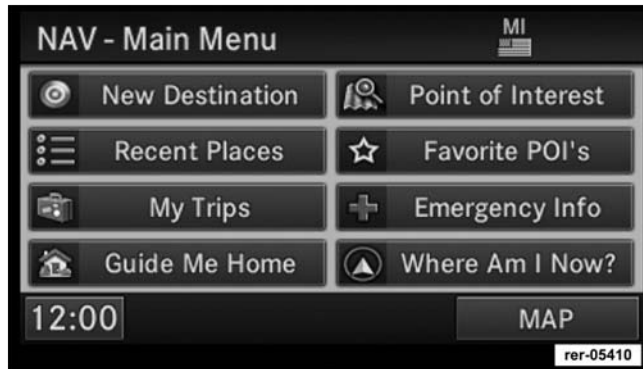 NAV - Main Menu
MI
New Destination
Point of Interest
Recent Places
Favorite POI's
My Trips
Emergency Info
Guide Me Home
Where Am I Now?
12:00
MAP
rer-05410